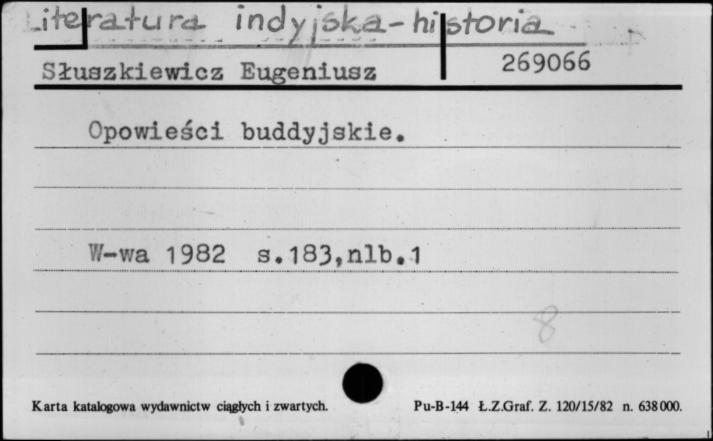 Literatura indyjska-historia
Słuszkiewicz Eugeniusz 269066
Opowieści buddyjskie.
W-wa 1982 s.183,nlb.1
8
Karta katalogowa wydawnictw ciągłych i zwartych. Pu-B-144 Ł.Z.Graf. Z. 120/15/82 n. 638000.